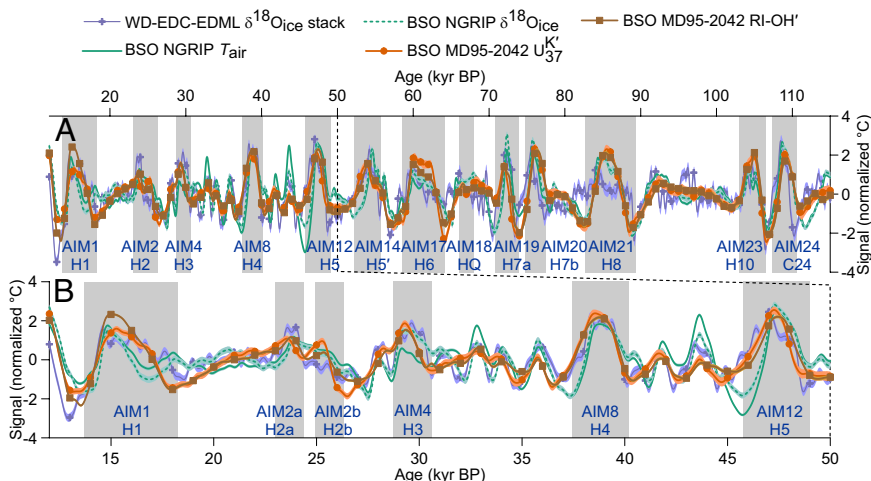 WD-EDC-EDML δ¹⁸Oice stack
BSO NGRIP δ¹⁸Oice
BSO MD95-2042 RI-OH′
BSO NGRIP Tair
BSO MD95-2042 U37K′
Age (kyr BP)
20 30 40 50 60 70 80 90 100 110
A
4
2
0
-2
-4
Signal (normalized °C)
AIM1 AIM2 AIM4 AIM8 AIM12 AIM14 AIM17 AIM18 AIM19 AIM20 AIM21 AIM23 AIM24
H1 H2 H3 H4 H5 H5′ H6 HQ H7a H7b H8 H10 C24
B
4
2
0
-2
-4
Signal (normalized °C)
AIM1 AIM2a AIM2b AIM4 AIM8 AIM12
H1 H2a H2b H3 H4 H5
15 20 25 30 35 40 45 50
Age (kyr BP)